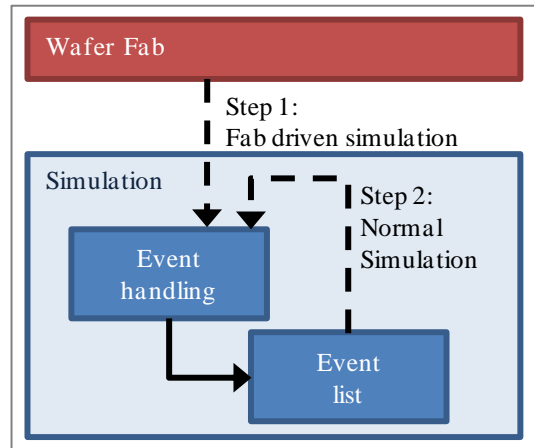 Wafer Fab
Step 1:
Fab driven simulation
Simulation
Step 2:
Normal
Simulation
Event
handling
Event
list